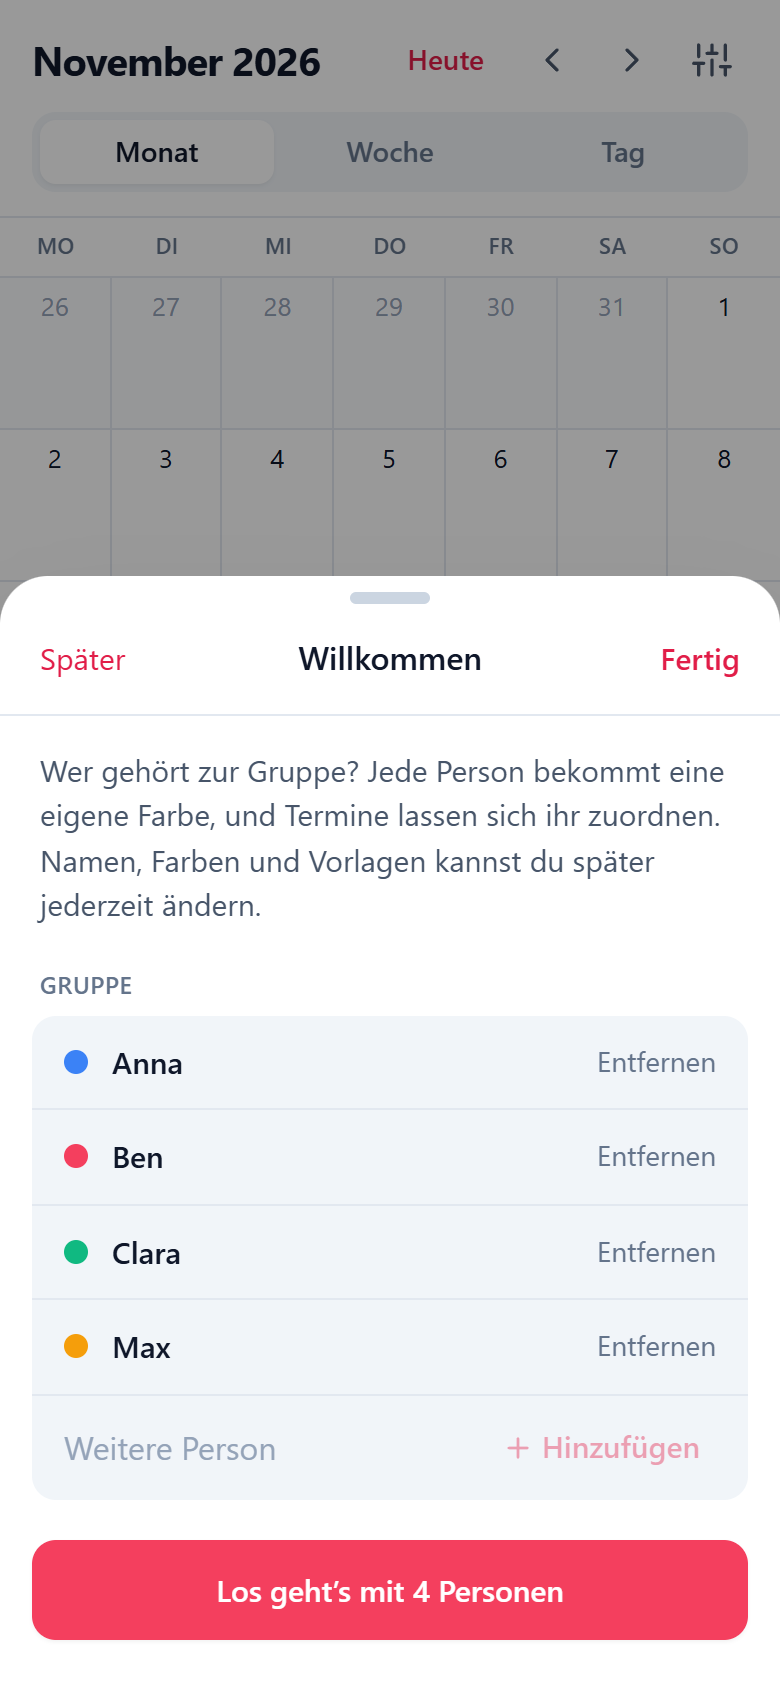 November 2026 Heute
Monat Woche Tag
MO DI MI DO FR SA SO
26 27 28 29 30 31 1
2 3 4 5 6 7 8
Später Willkommen Fertig
Wer gehört zur Gruppe? Jede Person bekommt eine
eigene Farbe, und Termine lassen sich ihr zuordnen.
Namen, Farben und Vorlagen kannst du später
jederzeit ändern.
GRUPPE
Anna Entfernen
Ben Entfernen
Clara Entfernen
Max Entfernen
Weitere Person + Hinzufügen
Los geht’s mit 4 Personen